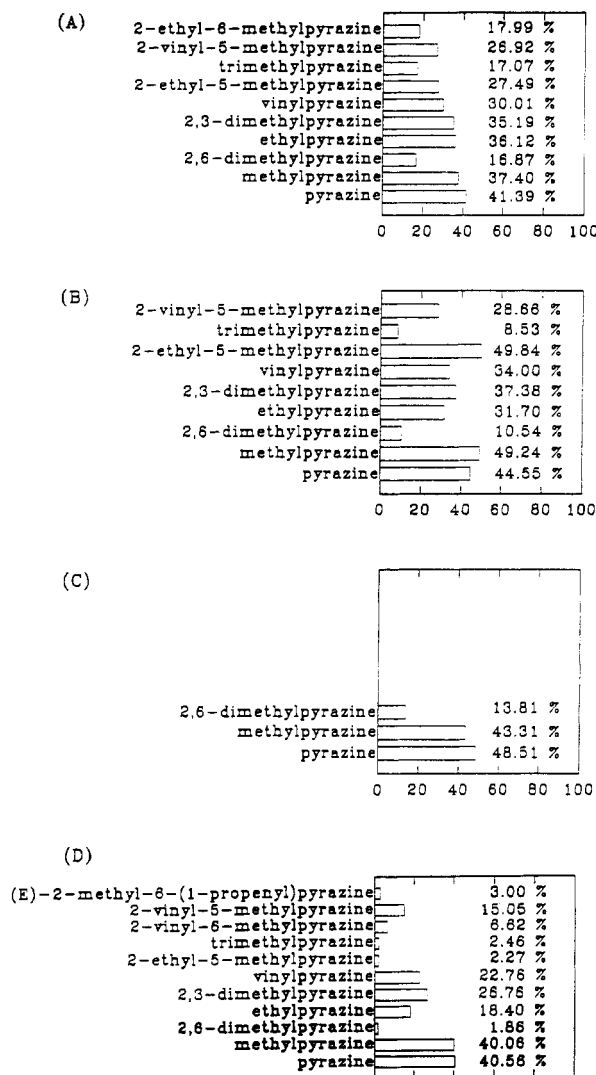 (A)
2-ethyl-6-methylpyrazine 17.99 %
2-vinyl-5-methylpyrazine 26.92 %
trimethylpyrazine 17.07 %
2-ethyl-5-methylpyrazine 27.49 %
vinylpyrazine 30.01 %
2,3-dimethylpyrazine 35.19 %
ethylpyrazine 36.12 %
2,6-dimethylpyrazine 16.87 %
methylpyrazine 37.40 %
pyrazine 41.39 %
0 20 40 60 80 100
(B)
2-vinyl-5-methylpyrazine 28.66 %
trimethylpyrazine 8.53 %
2-ethyl-5-methylpyrazine 49.84 %
vinylpyrazine 34.00 %
2,3-dimethylpyrazine 37.38 %
ethylpyrazine 31.70 %
2,6-dimethylpyrazine 10.54 %
methylpyrazine 49.24 %
pyrazine 44.55 %
0 20 40 60 80 100
(C)
2,6-dimethylpyrazine 13.81 %
methylpyrazine 43.31 %
pyrazine 48.51 %
0 20 40 60 80 100
(D)
(E)-2-methyl-6-(1-propenyl)pyrazine 3.00 %
2-vinyl-5-methylpyrazine 15.05 %
2-vinyl-6-methylpyrazine 6.62 %
trimethylpyrazine 2.46 %
2-ethyl-5-methylpyrazine 2.27 %
vinylpyrazine 22.76 %
2,3-dimethylpyrazine 26.76 %
ethylpyrazine 18.40 %
2,6-dimethylpyrazine 1.86 %
methylpyrazine 40.06 %
pyrazine 40.56 %